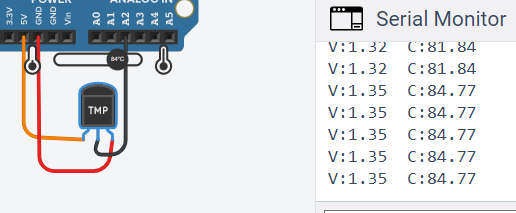 POWER
ANALOG IN
3.3V
5V
GND
GND
Vin
A0
A1
A2
A3
A4
A5
84°C
TMP
Serial Monitor
V:1.32 C:81.84
V:1.32 C:81.84
V:1.35 C:84.77
V:1.35 C:84.77
V:1.35 C:84.77
V:1.35 C:84.77
V:1.35 C:84.77